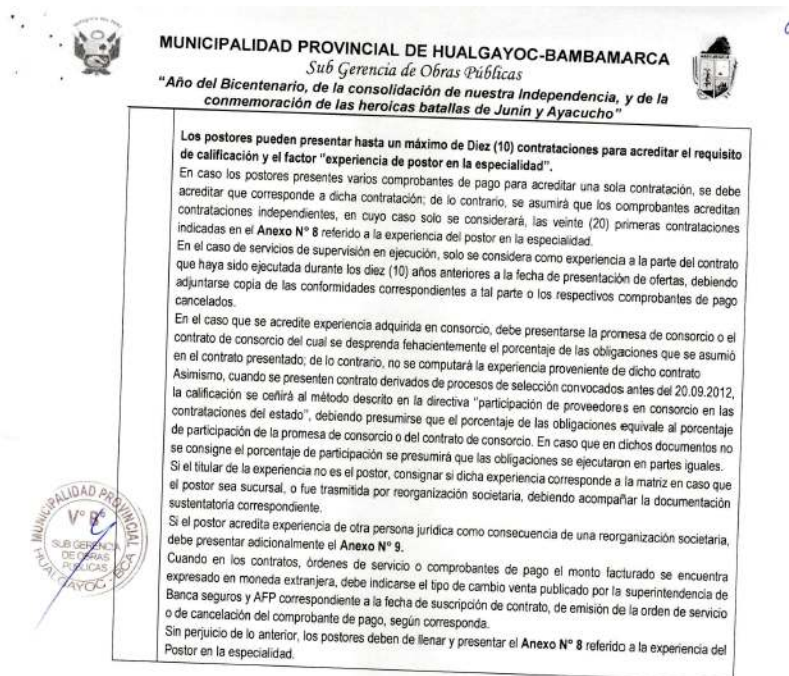 MUNICIPALIDAD PROVINCIAL DE HUALGAYOC-BAMBAMARCA
Sub Gerencia de Obras Públicas
"Año del Bicentenario, de la consolidación de nuestra Independencia, y de la
conmemoración de las heroicas batallas de Junín y Ayacucho"
Los postores pueden presentar hasta un máximo de Diez (10) contrataciones para acreditar el requisito
de calificación y el factor "experiencia de postor en la especialidad".
En caso los postores presentes varios comprobantes de pago para acreditar una sola contratación, se debe
acreditar que corresponde a dicha contratación; de lo contrario, se asumirá que los comprobantes acreditan
contrataciones independientes, en cuyo caso solo se considerará, las veinte (20) primeras contrataciones
indicadas en el Anexo N° 8 referido a la experiencia del postor en la especialidad.
En el caso de servicios de supervisión en ejecución, solo se considera como experiencia a la parte del contrato
que haya sido ejecutada durante los diez (10) años anteriores a la fecha de presentación de ofertas, debiendo
adjuntarse copia de las conformidades correspondientes a tal parte o los respectivos comprobantes de pago
cancelados.
En el caso que se acredite experiencia adquirida en consorcio, debe presentarse la promesa de consorcio o el
contrato de consorcio del cual se desprenda fehacientemente el porcentaje de las obligaciones que se asumió
en el contrato presentado; de lo contrario, no se computará la experiencia proveniente de dicho contrato
Asimismo, cuando se presenten contrato derivados de procesos de selección convocados antes del 20.09.2012,
la calificación se ceñirá al método descrito en la directiva "participación de proveedores en consorcio en las
contrataciones del estado", debiendo presumirse que el porcentaje de las obligaciones equivale al porcentaje
de participación de la promesa de consorcio o del contrato de consorcio. En caso que en dichos documentos no
se consigne el porcentaje de participación se presumirá que las obligaciones se ejecutaron en partes iguales.
Si el titular de la experiencia no es el postor, consignar si dicha experiencia corresponde a la matriz en caso que
el postor sea sucursal, o fue trasmitida por reorganización societaria, debiendo acompañar la documentación
sustentatoria correspondiente.
Si el postor acredita experiencia de otra persona jurídica como consecuencia de una reorganización societaria,
debe presentar adicionalmente el Anexo N° 9.
Cuando en los contratos, órdenes de servicio o comprobantes de pago el monto facturado se encuentra
expresado en moneda extranjera, debe indicarse el tipo de cambio venta publicado por la superintendencia de
Banca seguros y AFP correspondiente a la fecha de suscripción de contrato, de emisión de la orden de servicio
o de cancelación del comprobante de pago, según corresponda.
Sin perjuicio de lo anterior, los postores deben de llenar y presentar el Anexo N° 8 referido a la experiencia del
Postor en la especialidad.
MUNICIPALIDAD PROVINCIAL
V° B°
SUB GERENCIA
DE OBRAS
PÚBLICAS
HUALGAYOC - BCA